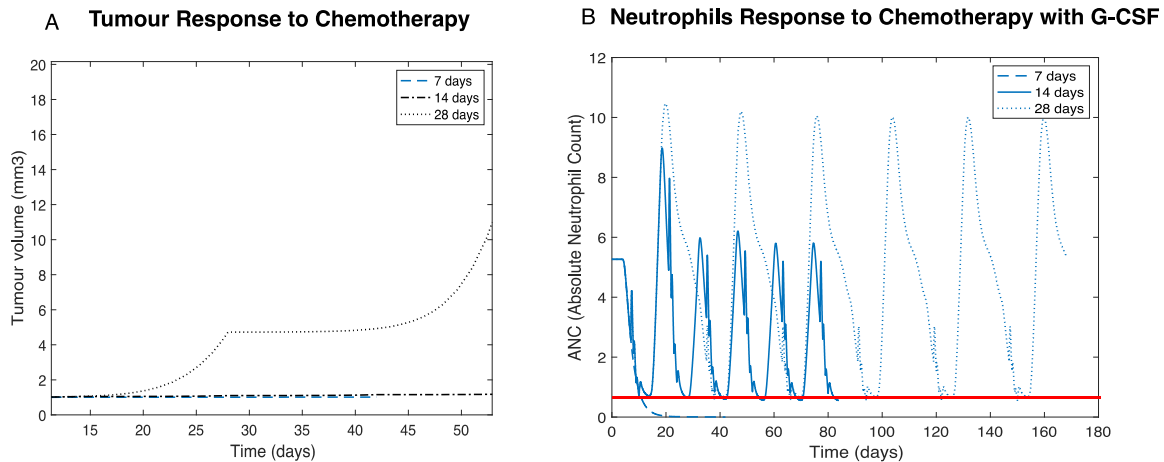 A Tumour Response to Chemotherapy
20
18
16
14
12
10
8
6
4
2
0
Tumour volume (mm3)
7 days
14 days
28 days
15 20 25 30 35 40 45 50
Time (days)
B Neutrophils Response to Chemotherapy with G-CSF
12
10
8
6
4
2
0
ANC (Absolute Neutrophil Count)
7 days
14 days
28 days
0 20 40 60 80 100 120 140 160 180
Time (days)